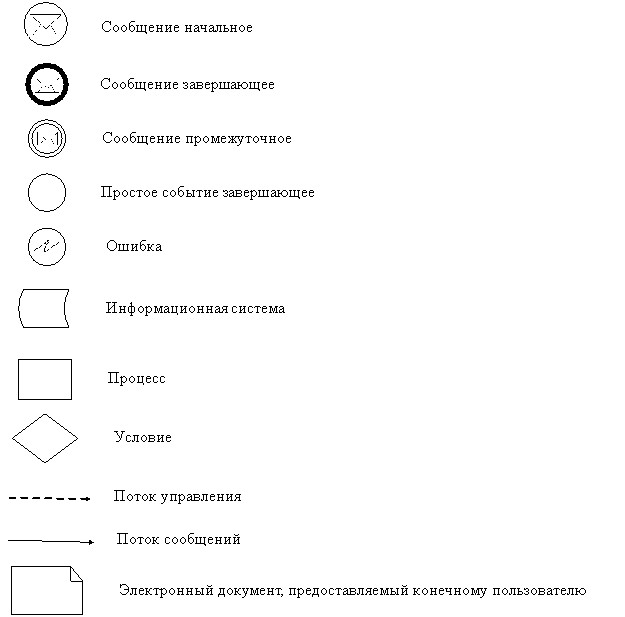 Сообщение начальное
Сообщение завершающее
Сообщение промежуточное
Простое событие завершающее
Ошибка
Информационная система
Процесс
Условие
Поток управления
Поток сообщений
Электронный документ, предоставляемый конечному пользователю